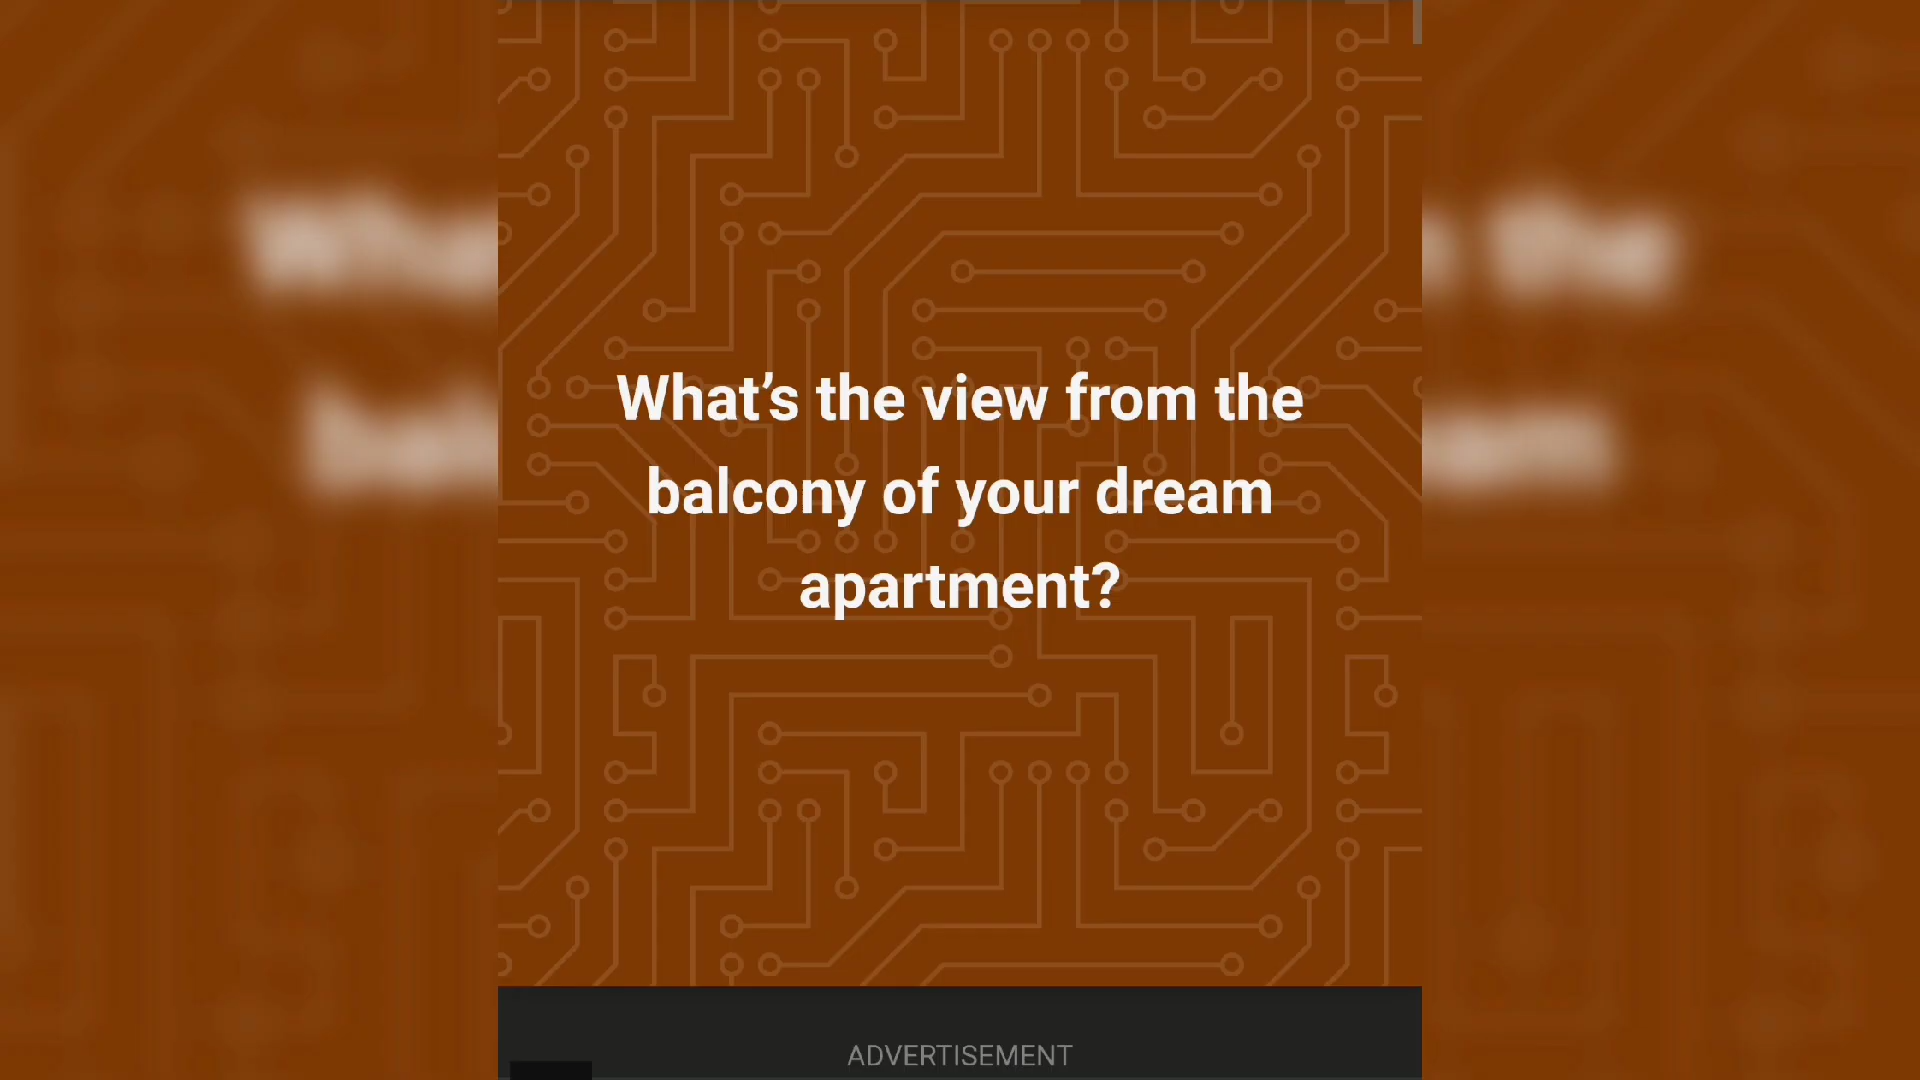 What’s the view from the
balcony of your dream
apartment?
ADVERTISEMENT